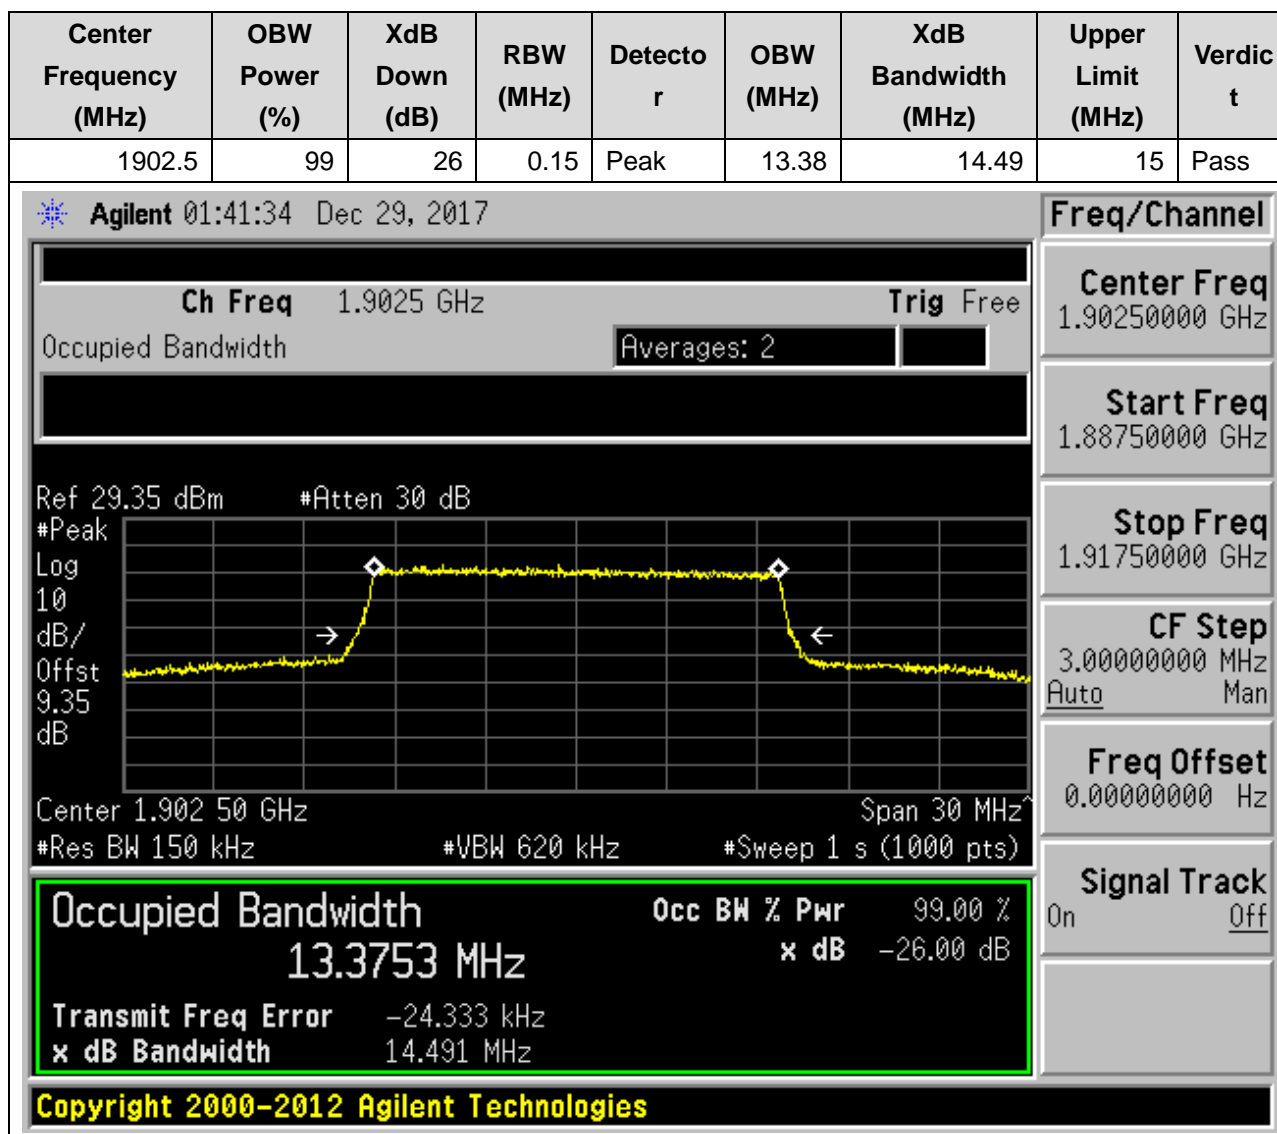 Center Frequency (MHz) OBW Power (%) XdB Down (dB) RBW (MHz) Detector OBW (MHz) XdB Bandwidth (MHz) Upper Limit (MHz) Verdict
1902.5 99 26 0.15 Peak 13.38 14.49 15 Pass
Agilent 01:41:34 Dec 29, 2017
Freq/Channel
Ch Freq 1.9025 GHz Trig Free
Occupied Bandwidth Averages: 2
Center Freq
1.90250000 GHz
Start Freq
1.88750000 GHz
Stop Freq
1.91750000 GHz
CF Step
3.00000000 MHz
Auto Man
Freq Offset
0.00000000 Hz
Signal Track
On Off
Ref 29.35 dBm #Atten 30 dB
#Peak
Log
10
dB/
Offst
9.35
dB
Center 1.902 50 GHz Span 30 MHz^
#Res BW 150 kHz #VBW 620 kHz #Sweep 1 s (1000 pts)
Occupied Bandwidth Occ BW % Pwr 99.00 %
13.3753 MHz x dB -26.00 dB
Transmit Freq Error -24.333 kHz
x dB Bandwidth 14.491 MHz
Copyright 2000-2012 Agilent Technologies